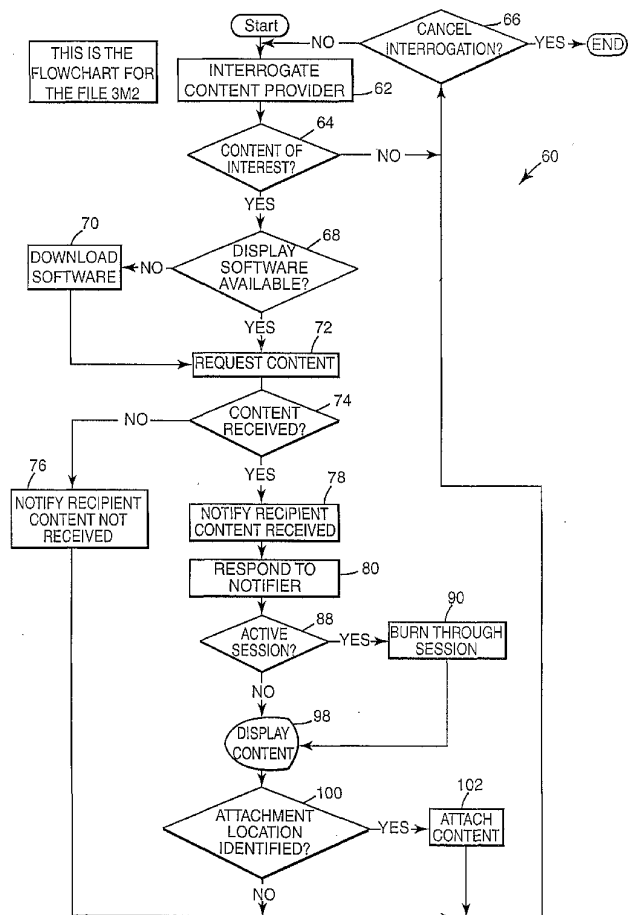 Start
CANCEL
INTERROGATION?
66
NO
YES
END
THIS IS THE
FLOWCHART FOR
THE FILE 3M2
INTERROGATE
CONTENT PROVIDER
62
64
CONTENT OF
INTEREST?
NO
60
YES
70
DOWNLOAD
SOFTWARE
NO
68
DISPLAY
SOFTWARE
AVAILABLE?
YES
72
REQUEST CONTENT
74
CONTENT
RECEIVED?
NO
YES
76
NOTIFY RECIPIENT
CONTENT NOT
RECEIVED
78
NOTIFY RECIPIENT
CONTENT RECEIVED
RESPOND TO
NOTIFIER
80
88
ACTIVE
SESSION?
YES
90
BURN THROUGH
SESSION
NO
98
DISPLAY
CONTENT
100
ATTACHMENT
LOCATION
IDENTIFIED?
YES
102
ATTACH
CONTENT
NO